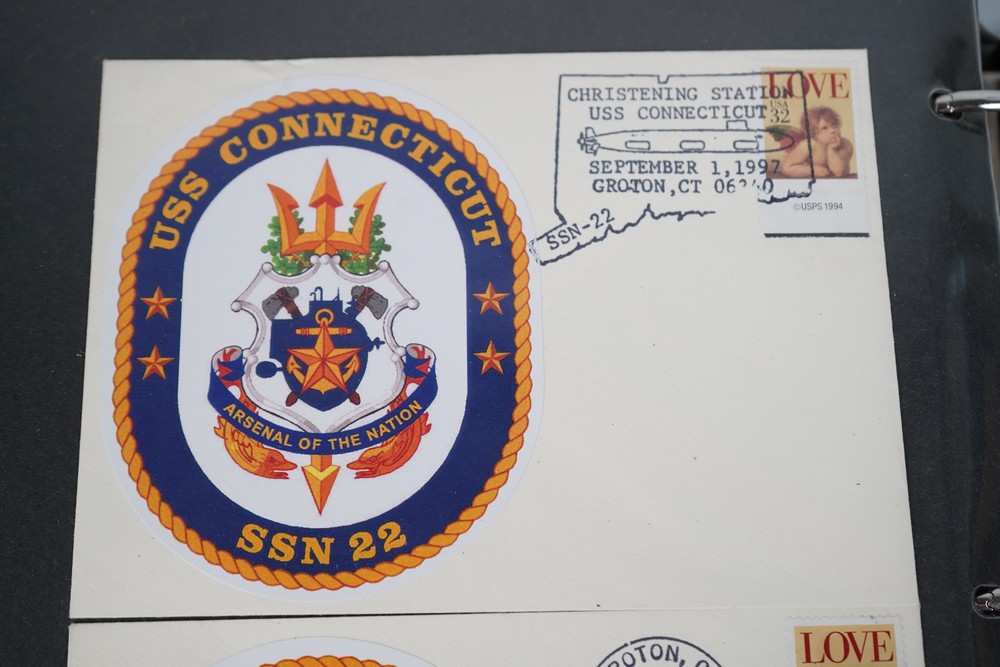 USS CONNECTICUT
ARSENAL OF THE NATION
SSN 22
CHRISTENING STATION
USS CONNECTICUT
SEPTEMBER 1,1997
GROTON,CT
SSN-22
LOVE
USA
32
©USPS 1994
LOVE